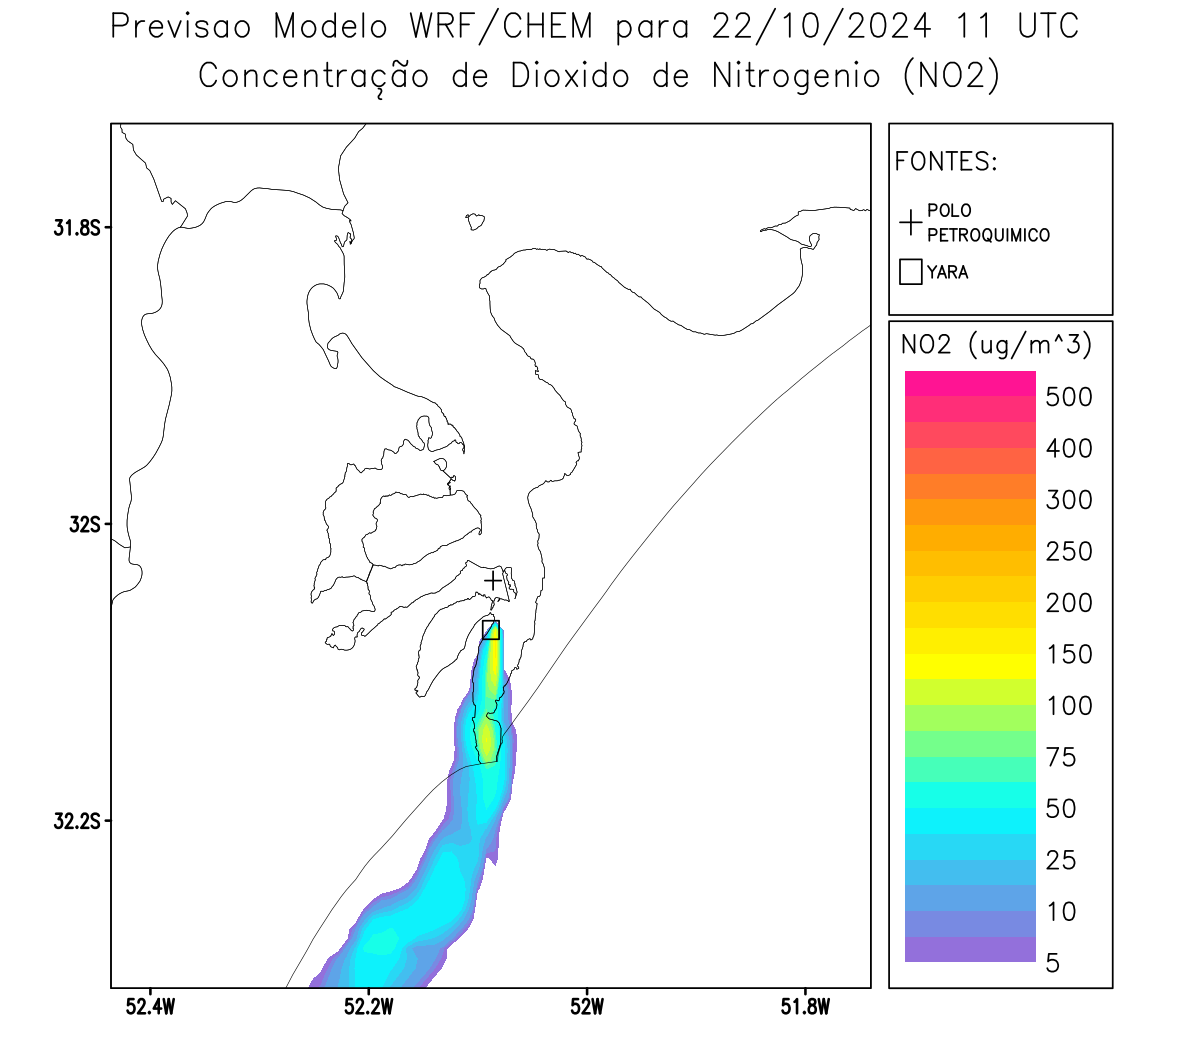 Previsao Modelo WRF/CHEM para 22/10/2024 11 UTC
Concentração de Dioxido de Nitrogenio (NO2)
FONTES:
POLO
PETROQUIMICO
YARA
NO2 (ug/m^3)
500
400
300
250
200
150
100
75
50
25
10
5
31.8S
32S
32.2S
52.4W
52.2W
52W
51.8W